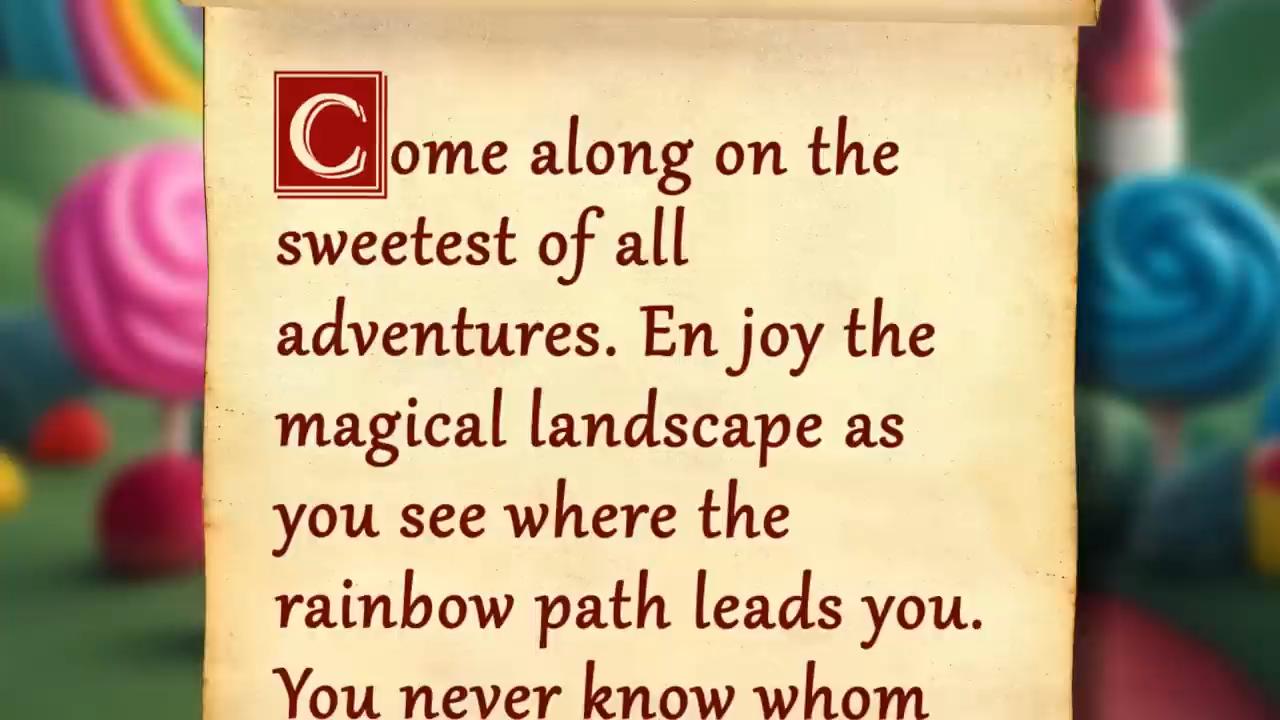 Come along on the
sweetest of all
adventures. En joy the
magical landscape as
you see where the
rainbow path leads you.
You never know whom